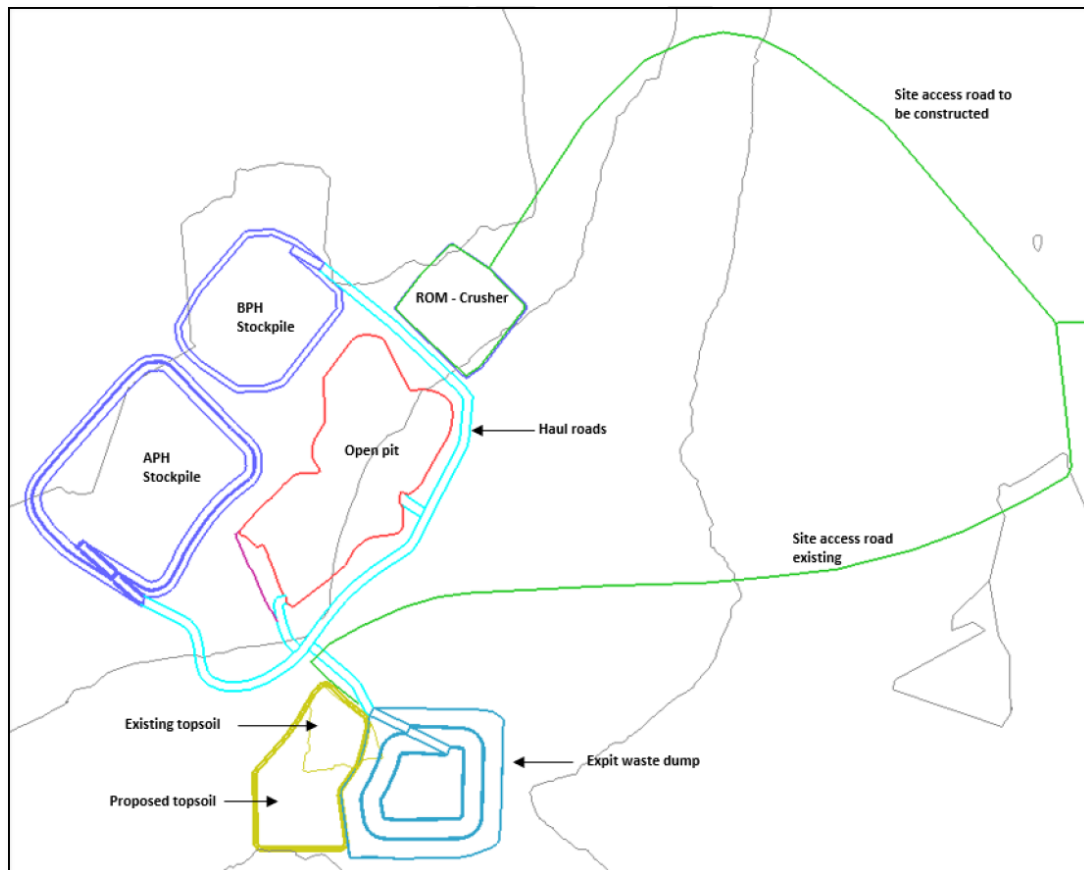 Site access road to
be constructed
BPH
Stockpile
ROM - Crusher
Haul roads
Open pit
APH
Stockpile
Site access road
existing
Existing topsoil
Expit waste dump
Proposed topsoil